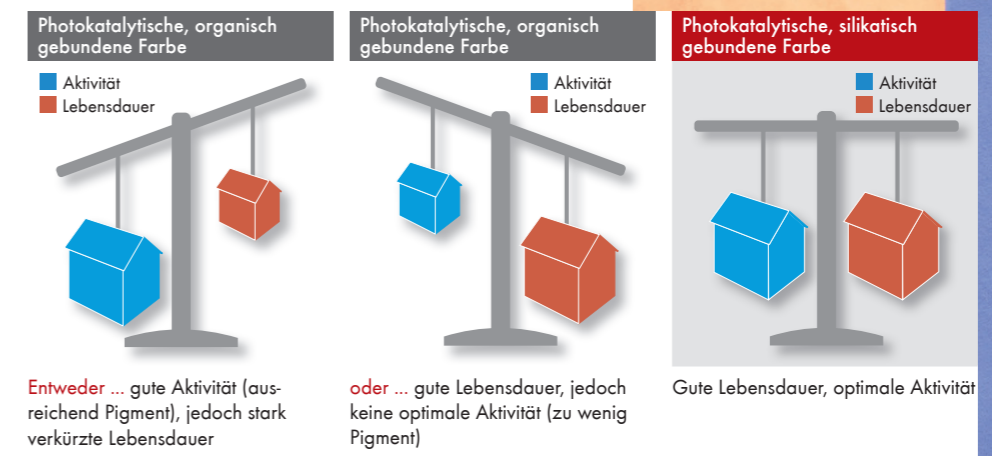 Photokatalytische, organisch
gebundene Farbe
Aktivität
Lebensdauer
Entweder ... gute Aktivität (aus-
reichend Pigment), jedoch stark
verkürzte Lebensdauer
Photokatalytische, organisch
gebundene Farbe
Aktivität
Lebensdauer
oder ... gute Lebensdauer, jedoch
keine optimale Aktivität (zu wenig
Pigment)
Photokatalytische, silikatisch
gebundene Farbe
Aktivität
Lebensdauer
Gute Lebensdauer, optimale Aktivität